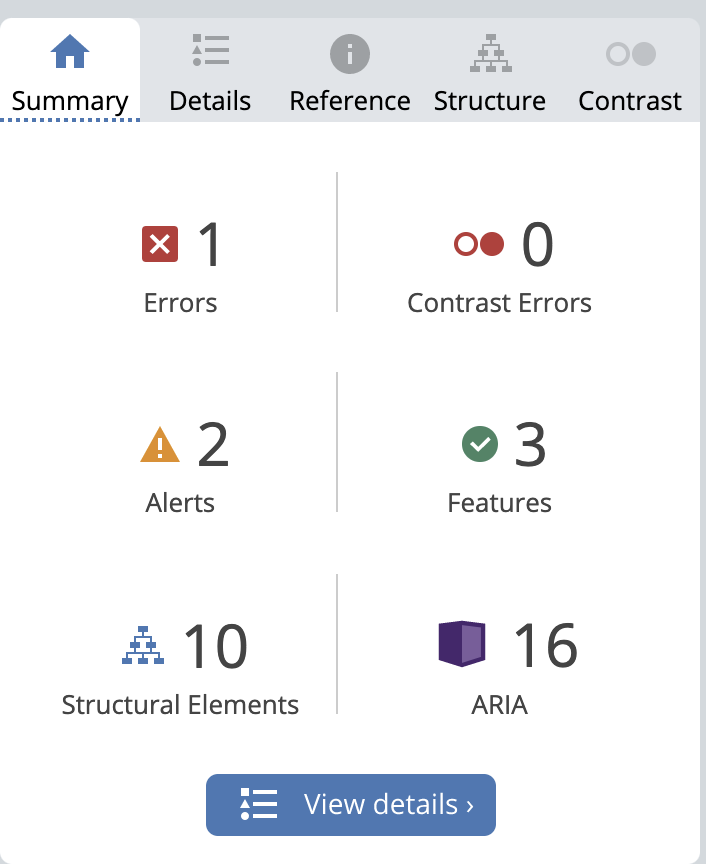 Summary Details Reference Structure Contrast
1 0
Errors Contrast Errors
2 3
Alerts Features
10 16
Structural Elements ARIA
View details ›